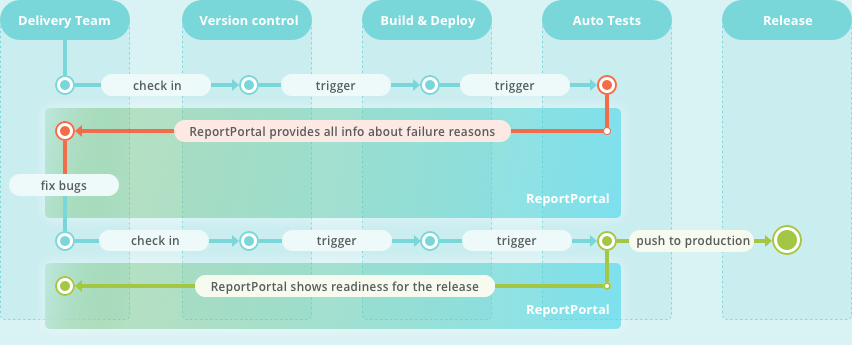 Delivery Team
Version control
Build & Deploy
Auto Tests
Release
check in
trigger
trigger
ReportPortal provides all info about failure reasons
fix bugs
ReportPortal
check in
trigger
trigger
push to production
ReportPortal shows readiness for the release
ReportPortal